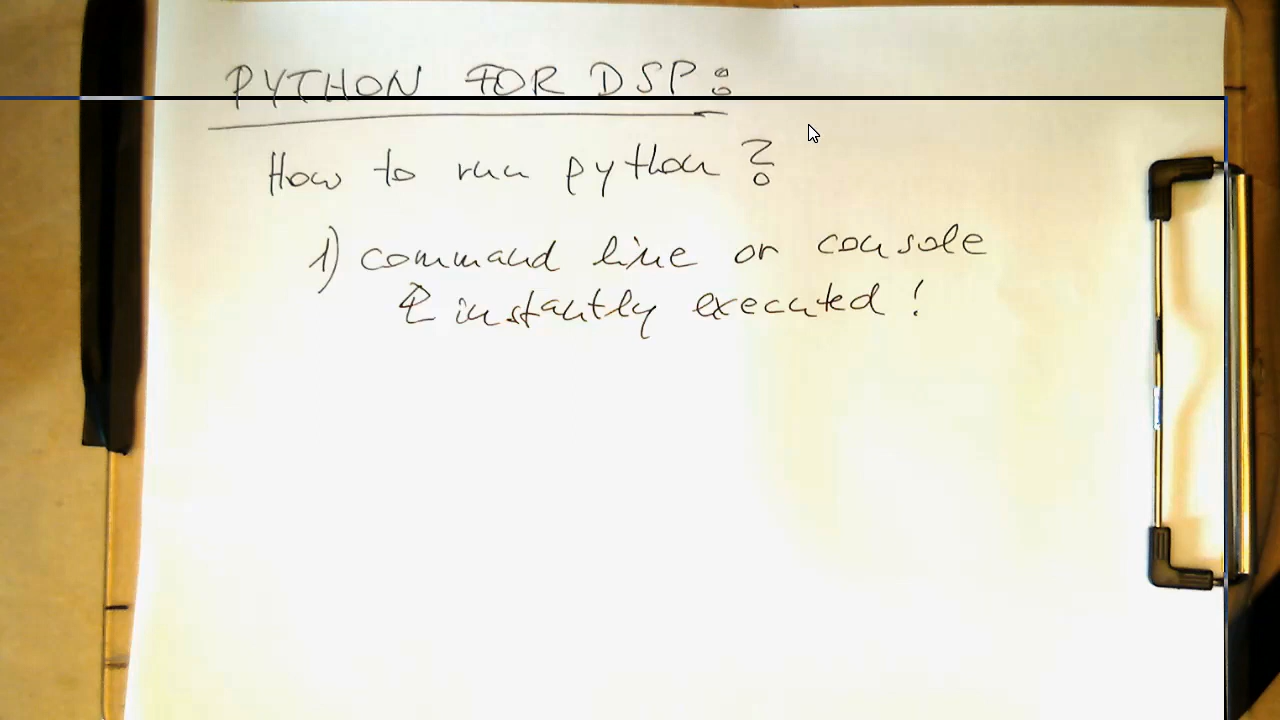 PYTHON FOR DSP:
How to run python?
1) command line or console
↳ instantly executed!